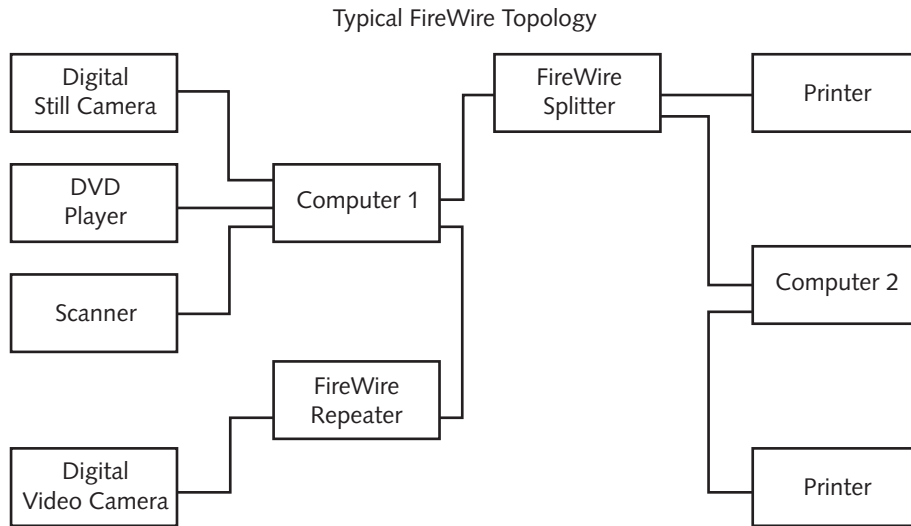 Typical FireWire Topology
Digital
Still Camera
DVD
Player
Scanner
Digital
Video Camera
Computer 1
FireWire
Repeater
FireWire
Splitter
Printer
Computer 2
Printer